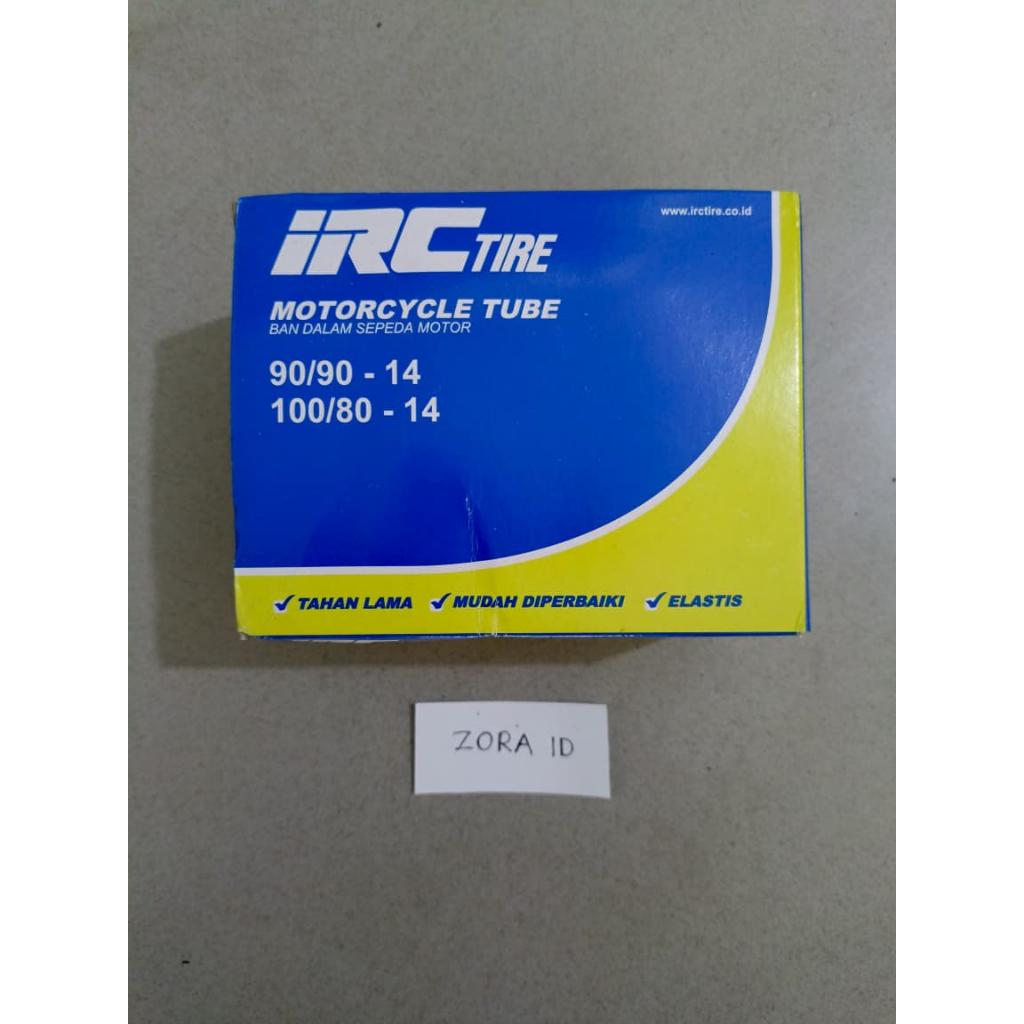 iRC TIRE
www.irctire.co.id
MOTORCYCLE TUBE
BAN DALAM SEPEDA MOTOR
90/90 - 14
100/80 - 14
TAHAN LAMA MUDAH DIPERBAIKI ELASTIS
ZORA ID